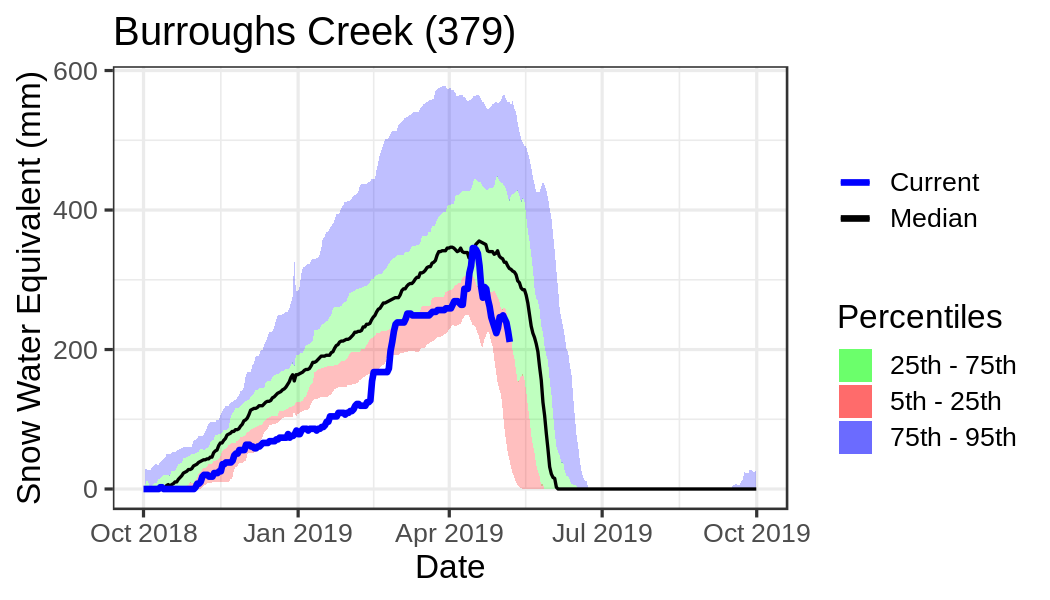 Burroughs Creek (379)
Snow Water Equivalent (mm)
600
400
200
0
Oct 2018
Jan 2019
Apr 2019
Jul 2019
Oct 2019
Date
Current
Median
Percentiles
25th - 75th
5th - 25th
75th - 95th